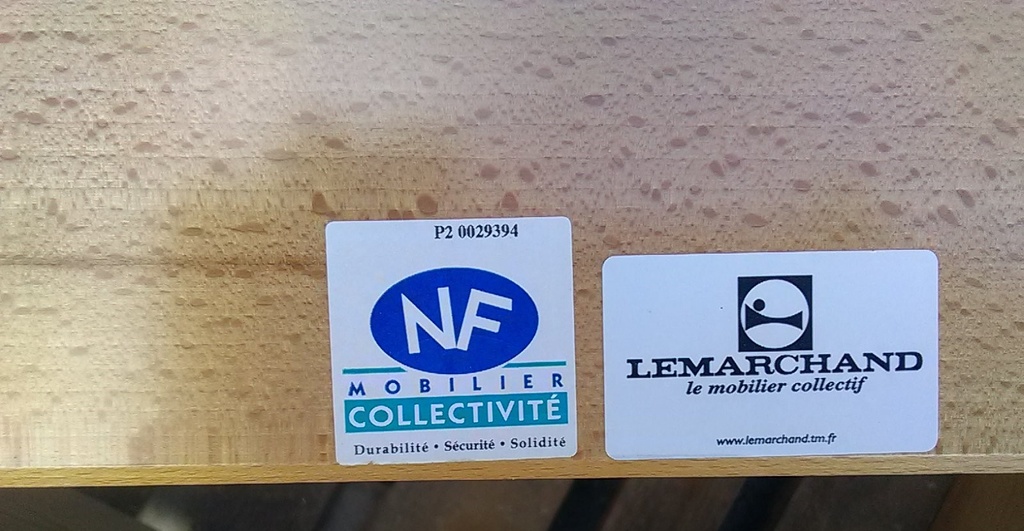 P2 0029394
NF
MOBILIER
COLLECTIVITÉ
Durabilité • Sécurité • Solidité
LEMARCHAND
le mobilier collectif
www.lemarchand.tm.fr